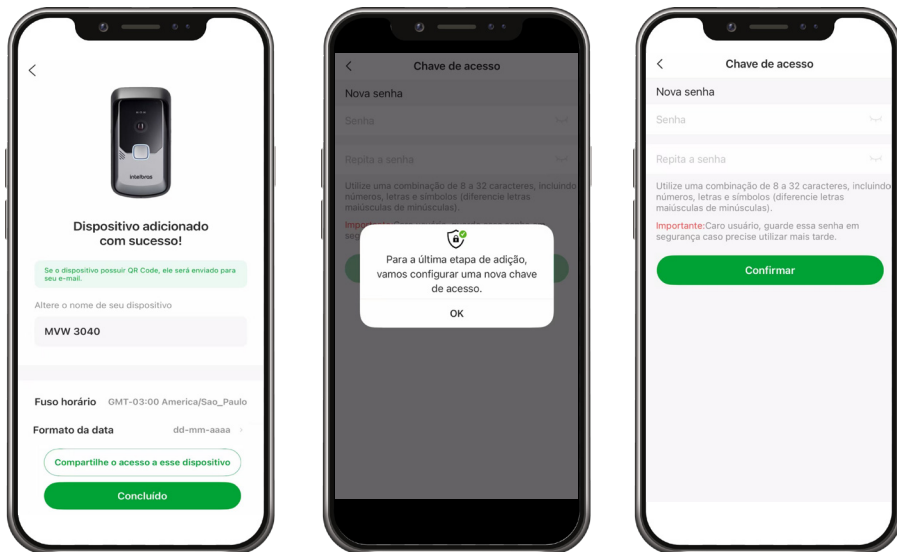 intelbras
Dispositivo adicionado
com sucesso!
Se o dispositivo possuir QR Code, ele será enviado para
seu e-mail.
Altere o nome de seu dispositivo
MVW 3040
Fuso horário GMT-03:00 America/Sao_Paulo
Formato da data dd-mm-aaaa
Compartilhe o acesso a esse dispositivo
Concluído
Chave de acesso
Nova senha
Senha
Repita a senha
Utilize uma combinação de 8 a 32 caracteres, incluindo
números, letras e símbolos (diferencie letras
maiúsculas de minúsculas).
Para a última etapa de adição,
vamos configurar uma nova chave
de acesso.
OK
Chave de acesso
Nova senha
Senha
Repita a senha
Utilize uma combinação de 8 a 32 caracteres, incluindo
números, letras e símbolos (diferencie letras
maiúsculas de minúsculas).
Importante:Caro usuário, guarde essa senha em
segurança caso precise utilizar mais tarde.
Confirmar